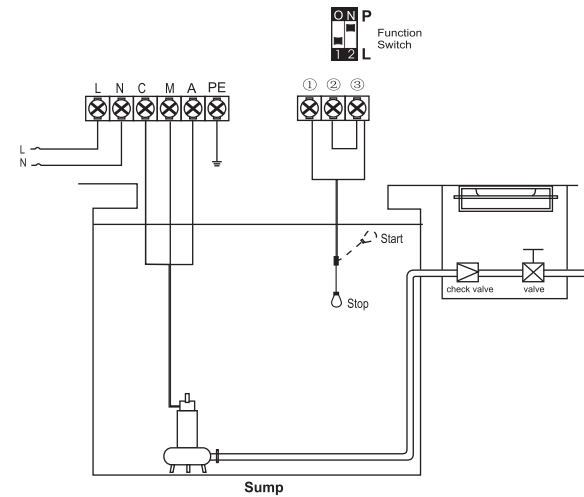 ON P
Function
Switch
1 2 L
L N C M A PE
① ② ③
L
N
Start
Stop
check valve
valve
Sump